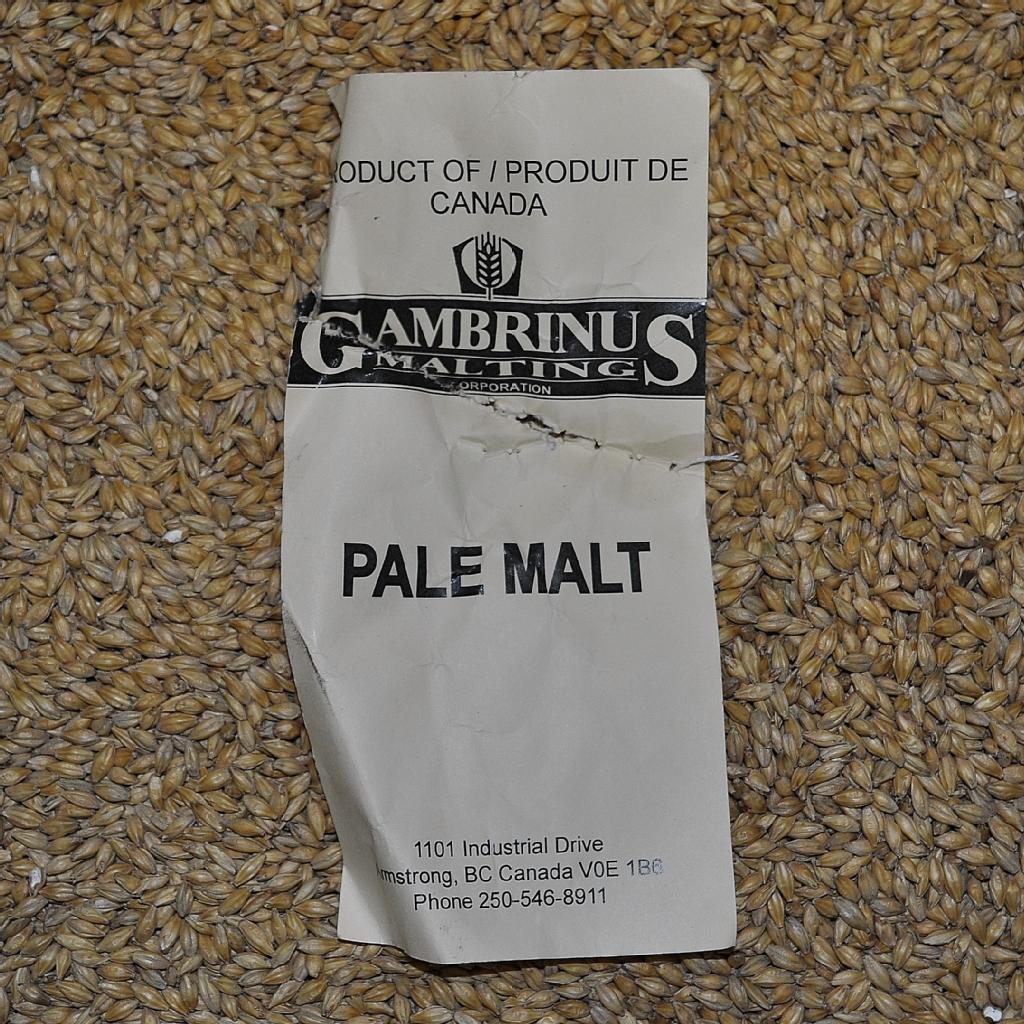 RODUCT OF / PRODUIT DE
CANADA
GAMBRINUS
MALTING
ORPORATION
PALE MALT
1101 Industrial Drive
rmstrong, BC Canada V0E 1B6
Phone 250-546-8911